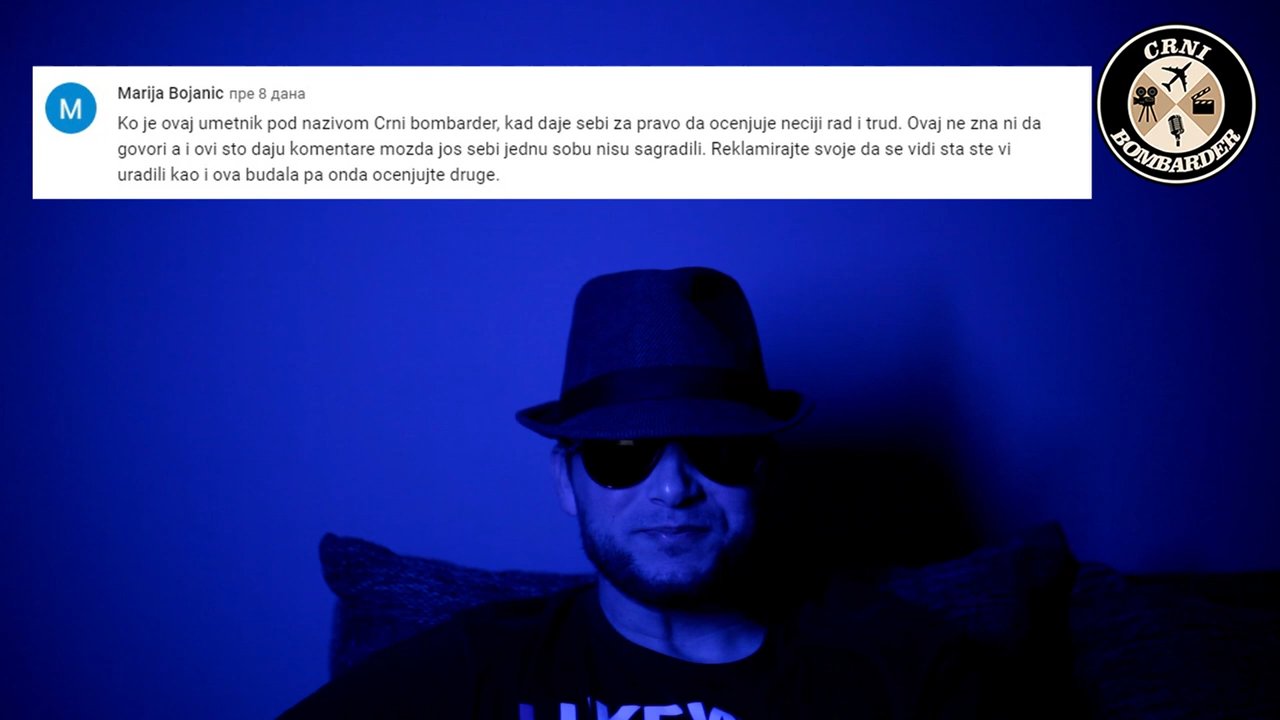 CRNI
BOMBARDER
M
Marija Bojanic пре 8 дана
Ko je ovaj umetnik pod nazivom Crni bombarder, kad daje sebi za pravo da ocenjuje neciji rad i trud. Ovaj ne zna ni da
govori a i ovi sto daju komentare mozda jos sebi jednu sobu nisu sagradili. Reklamirajte svoje da se vidi sta ste vi
uradili kao i ova budala pa onda ocenjujte druge.